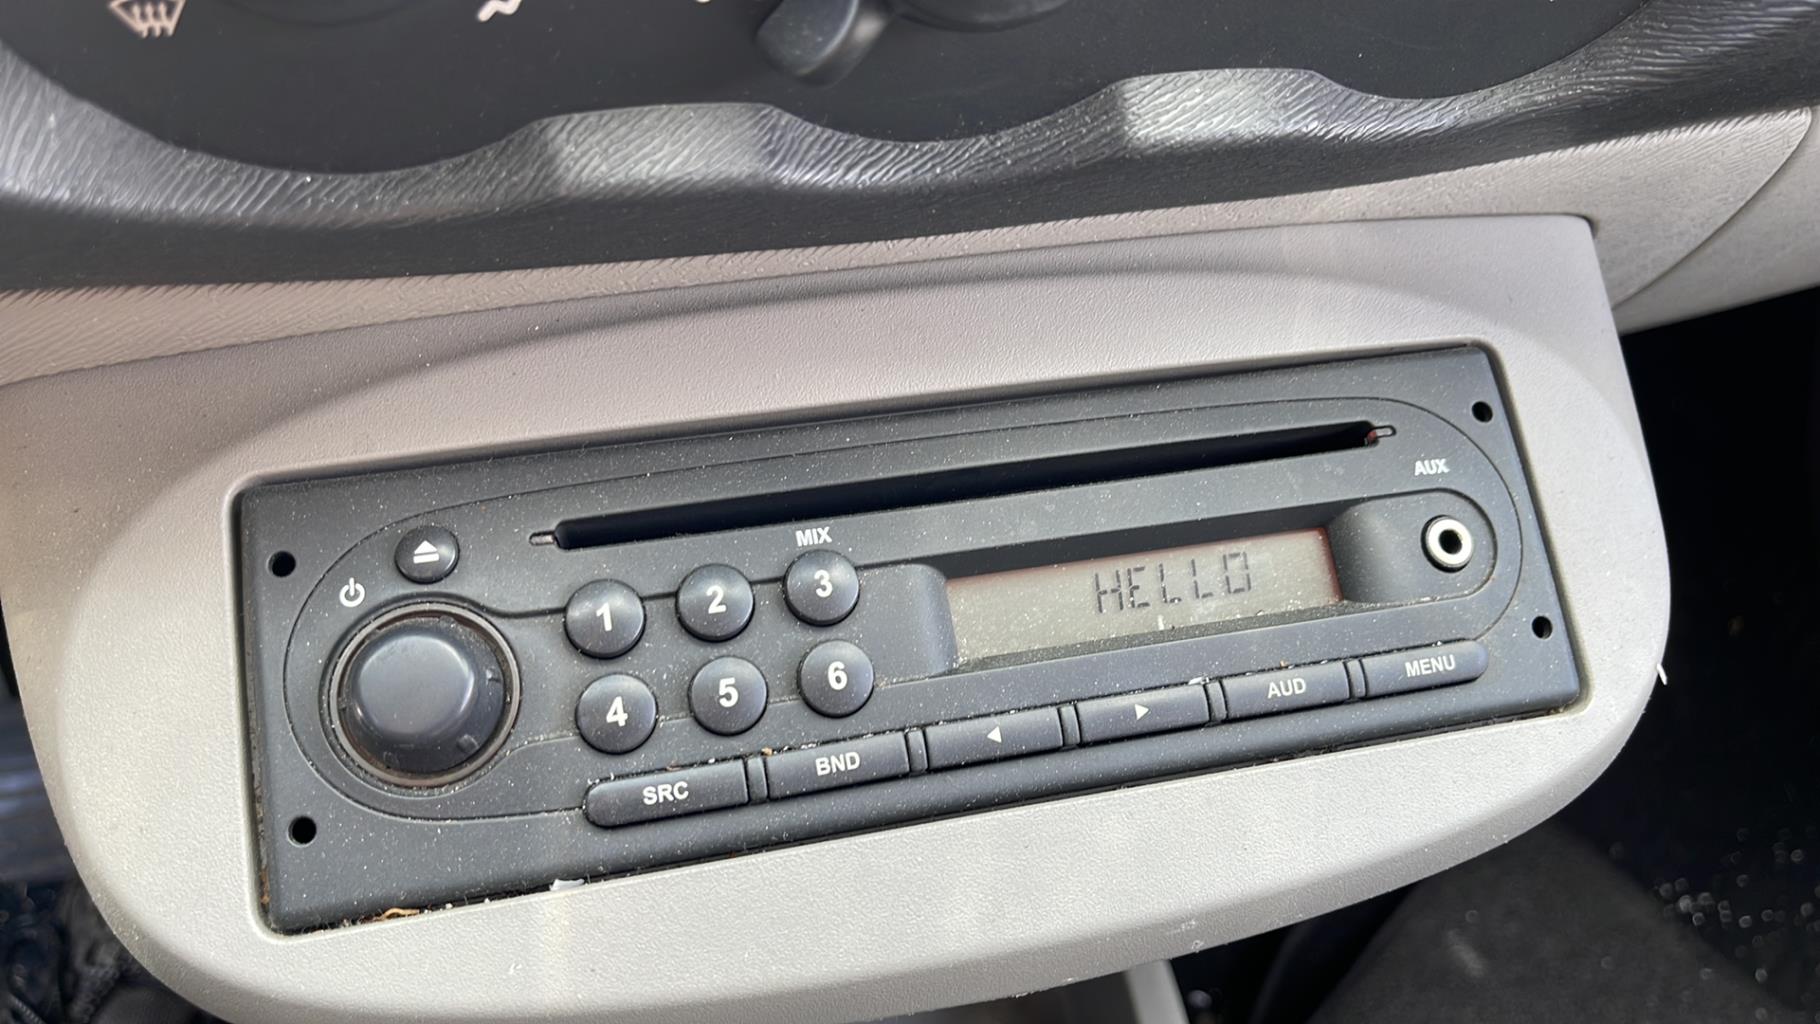 AUX
MIX
HELLO
1 2 3
4 5 6
SRC BND AUD MENU